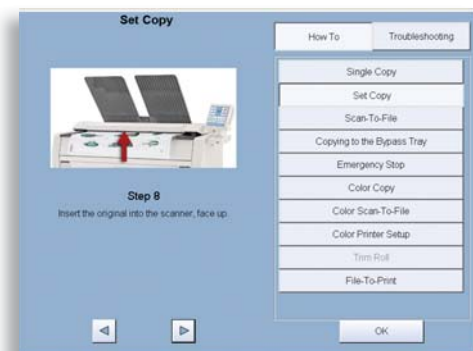 Set Copy
Step 8
Insert the original into the scanner, face up.
How To
Troubleshooting
Single Copy
Set Copy
Scan-To-File
Copying to the Bypass Tray
Emergency Stop
Color Copy
Color Scan-To-File
Color Printer Setup
Trim Roll
File-To-Print
OK